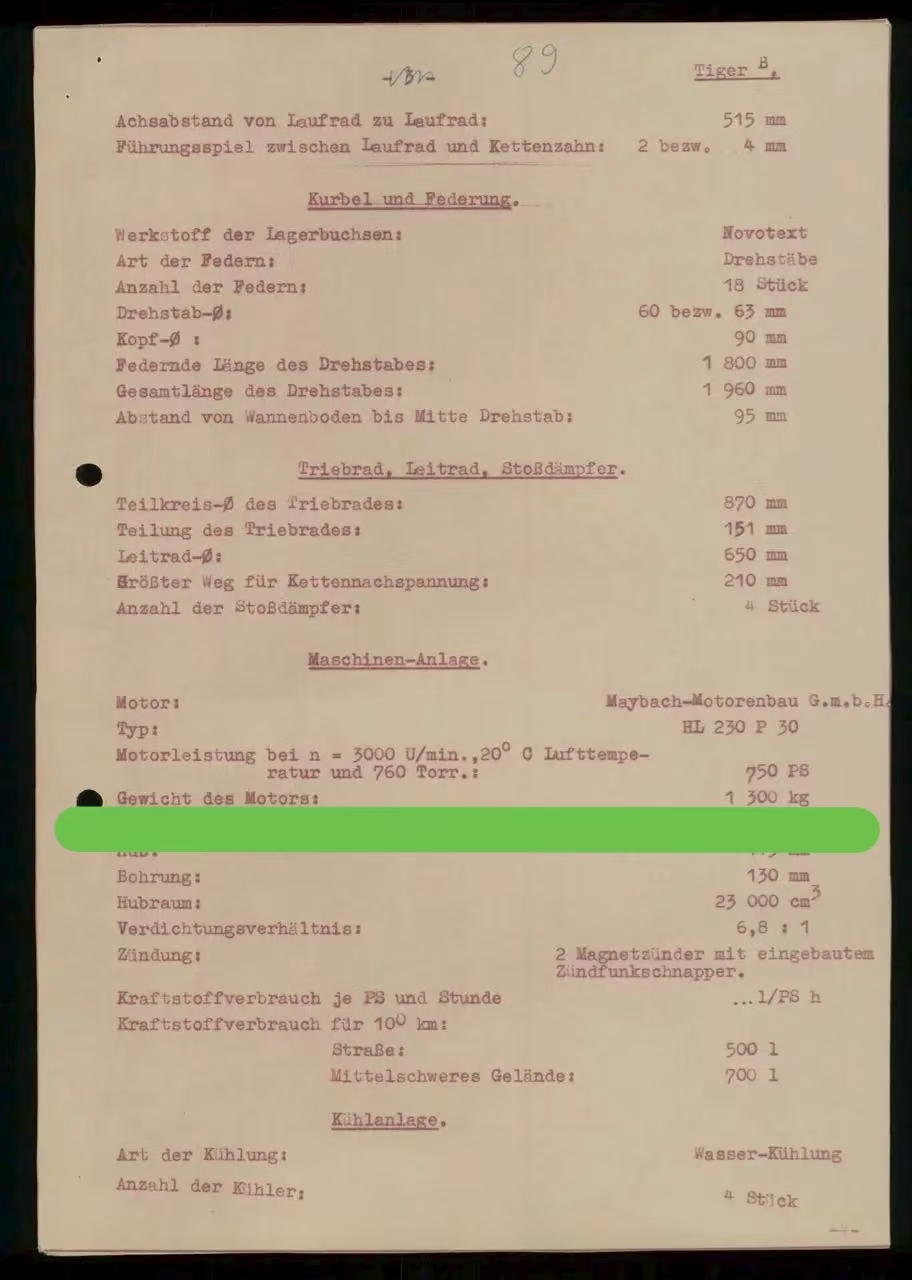 89
Tiger B.
Achsabstand von Laufrad zu Laufrad: 515 mm
Führungsspiel zwischen Laufrad und Kettenzahn: 2 bezw. 4 mm
Kurbel und Federung.
Werkstoff der Lagerbuchsen: Novotext
Art der Federn: Drehstäbe
Anzahl der Federn: 18 Stück
Drehstab-Ø: 60 bezw. 63 mm
Kopf-Ø : 90 mm
Federnde Länge des Drehstabes: 1 800 mm
Gesamtlänge des Drehstabes: 1 960 mm
Abstand von Wannenboden bis Mitte Drehstab: 95 mm
Triebrad, Leitrad, Stoßdämpfer.
Teilkreis-Ø des Triebrades: 870 mm
Teilung des Triebrades: 151 mm
Leitrad-Ø: 650 mm
Größter Weg für Kettennachspannung: 210 mm
Anzahl der Stoßdämpfer: 4 Stück
Maschinen-Anlage.
Motor: Maybach-Motorenbau G.m.b.H.
Typ: HL 230 P 30
Motorleistung bei n = 3000 U/min.,20° C Lufttempe-
ratur und 760 Torr.: 750 PS
Gewicht des Motors: 1 300 kg
Bohrung: 130 mm
Hubraum: 23 000 cm³
Verdichtungsverhältnis: 6,8 : 1
Zündung: 2 Magnetzünder mit eingebautem
Zündfunkschnapper.
Kraftstoffverbrauch je PS und Stunde ...l/PS h
Kraftstoffverbrauch für 100 km:
Straße: 500 l
Mittelschweres Gelände: 700 l
Kühlanlage.
Art der Kühlung: Wasser-Kühlung
Anzahl der Kühler: 4 Stück